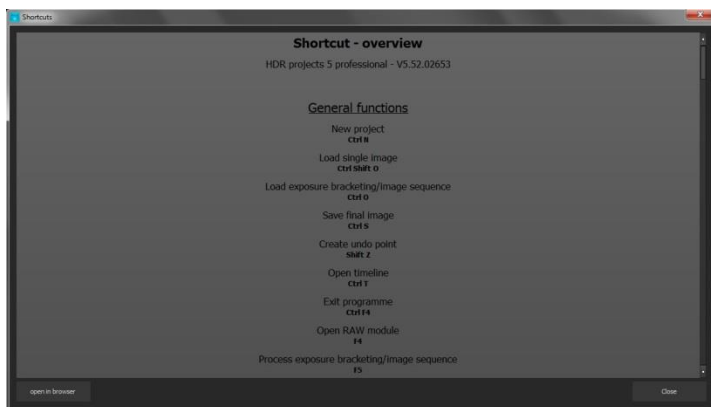 Shortcuts
Shortcut - overview
HDR projects 5 professional - V5.52.02653
General functions
New project
Ctrl N
Load single image
Ctrl Shift O
Load exposure bracketing/image sequence
Ctrl O
Save final image
Ctrl S
Create undo point
Shift Z
Open timeline
Ctrl T
Exit programme
Ctrl F4
Open RAW module
F4
Process exposure bracketing/image sequence
F5
open in browser
Close